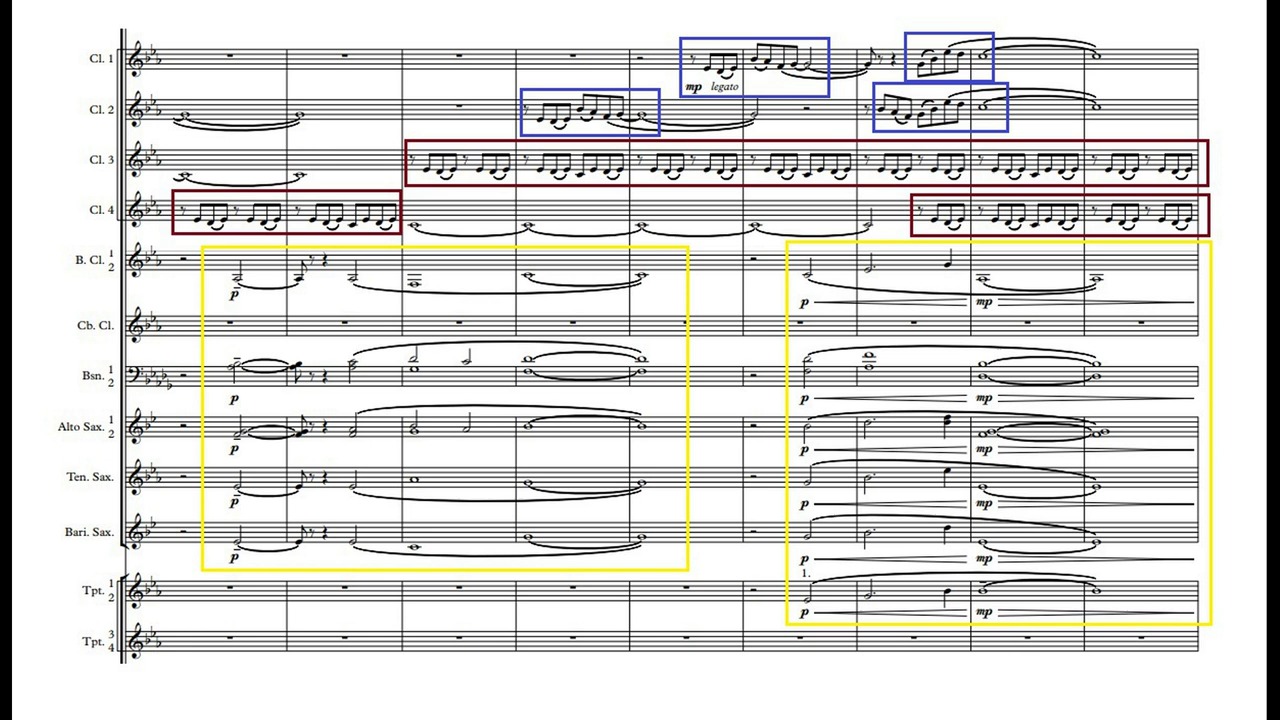 Cl. 1
mp legato
Cl. 2
Cl. 3
Cl. 4
B. Cl. 1 2
p
p mp
Cb. Cl.
Bsn. 1 2
p p mp
Alto Sax. 1 2
p p mp
Ten. Sax.
p p mp
Bari. Sax.
p p mp
1.
Tpt. 1 2
p mp
Tpt. 3 4